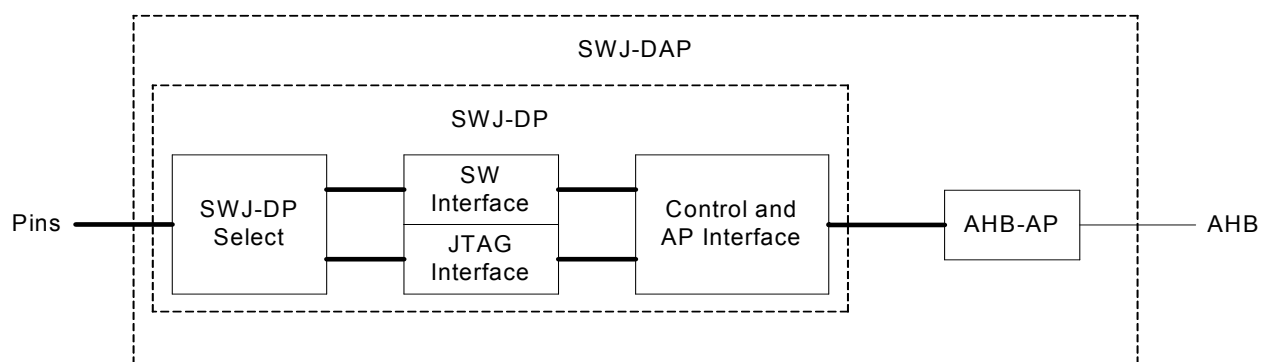 SWJ-DAP
SWJ-DP
Pins
SWJ-DP
Select
SW
Interface
JTAG
Interface
Control and
AP Interface
AHB-AP
AHB